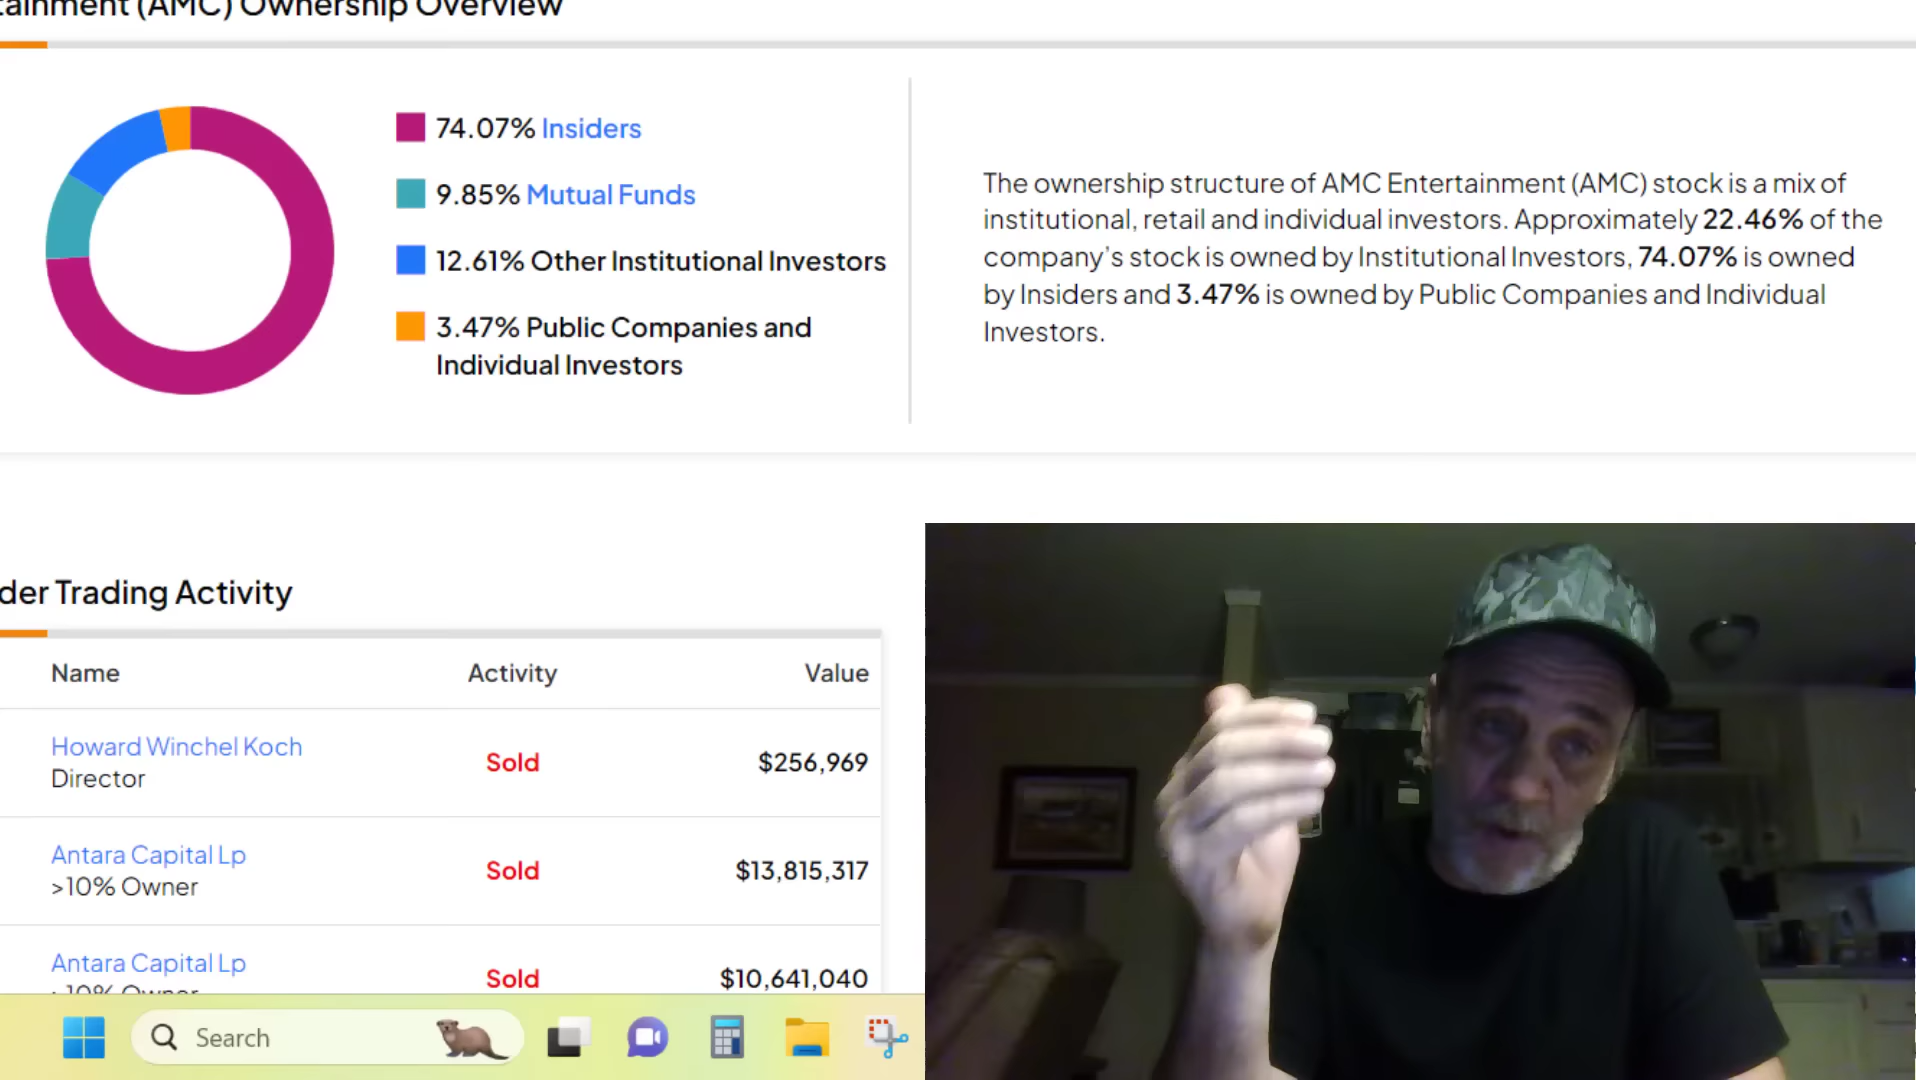 tainment (AMC) Ownership Overview
74.07% Insiders
9.85% Mutual Funds
12.61% Other Institutional Investors
3.47% Public Companies and
Individual Investors
The ownership structure of AMC Entertainment (AMC) stock is a mix of
institutional, retail and individual investors. Approximately 22.46% of the
company's stock is owned by Institutional Investors, 74.07% is owned
by Insiders and 3.47% is owned by Public Companies and Individual
Investors.
der Trading Activity
Name Activity Value
Howard Winchel Koch
Director
Sold
$256,969
Antara Capital Lp
>10% Owner
Sold
$13,815,317
Antara Capital Lp
>10% Owner
Sold
$10,641,040
Search